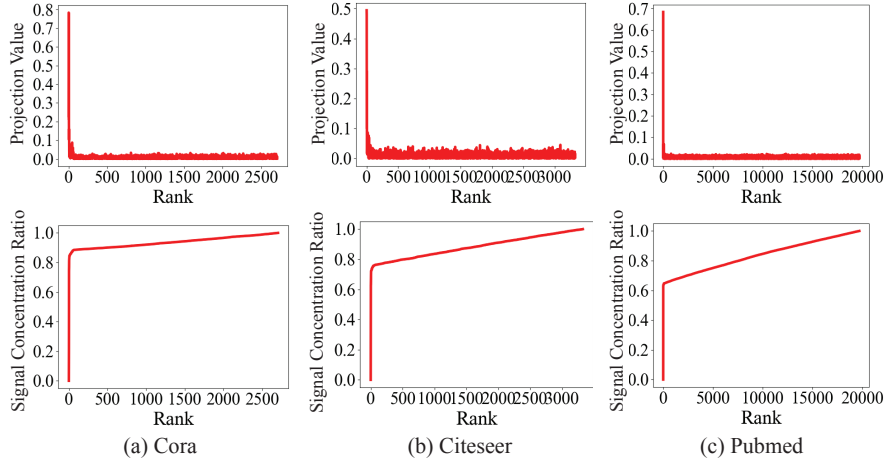 Projection Value
0.8
0.7
0.6
0.5
0.4
0.3
0.2
0.1
0.0
0 500 1000 1500 2000 2500
Rank
Projection Value
0.5
0.4
0.3
0.2
0.1
0.0
0 500 1000 1500 2000 2500 3000
Rank
Projection Value
0.7
0.6
0.5
0.4
0.3
0.2
0.1
0.0
0 5000 10000 15000 20000
Rank
Signal Concentration Ratio
1.0
0.8
0.6
0.4
0.2
0.0
0 500 1000 1500 2000 2500
Rank
Signal Concentration Ratio
1.0
0.8
0.6
0.4
0.2
0.0
0 500 1000 1500 2000 2500 3000
Rank
Signal Concentration Ratio
1.0
0.8
0.6
0.4
0.2
0.0
0 5000 10000 15000 20000
Rank
(a) Cora
(b) Citeseer
(c) Pubmed